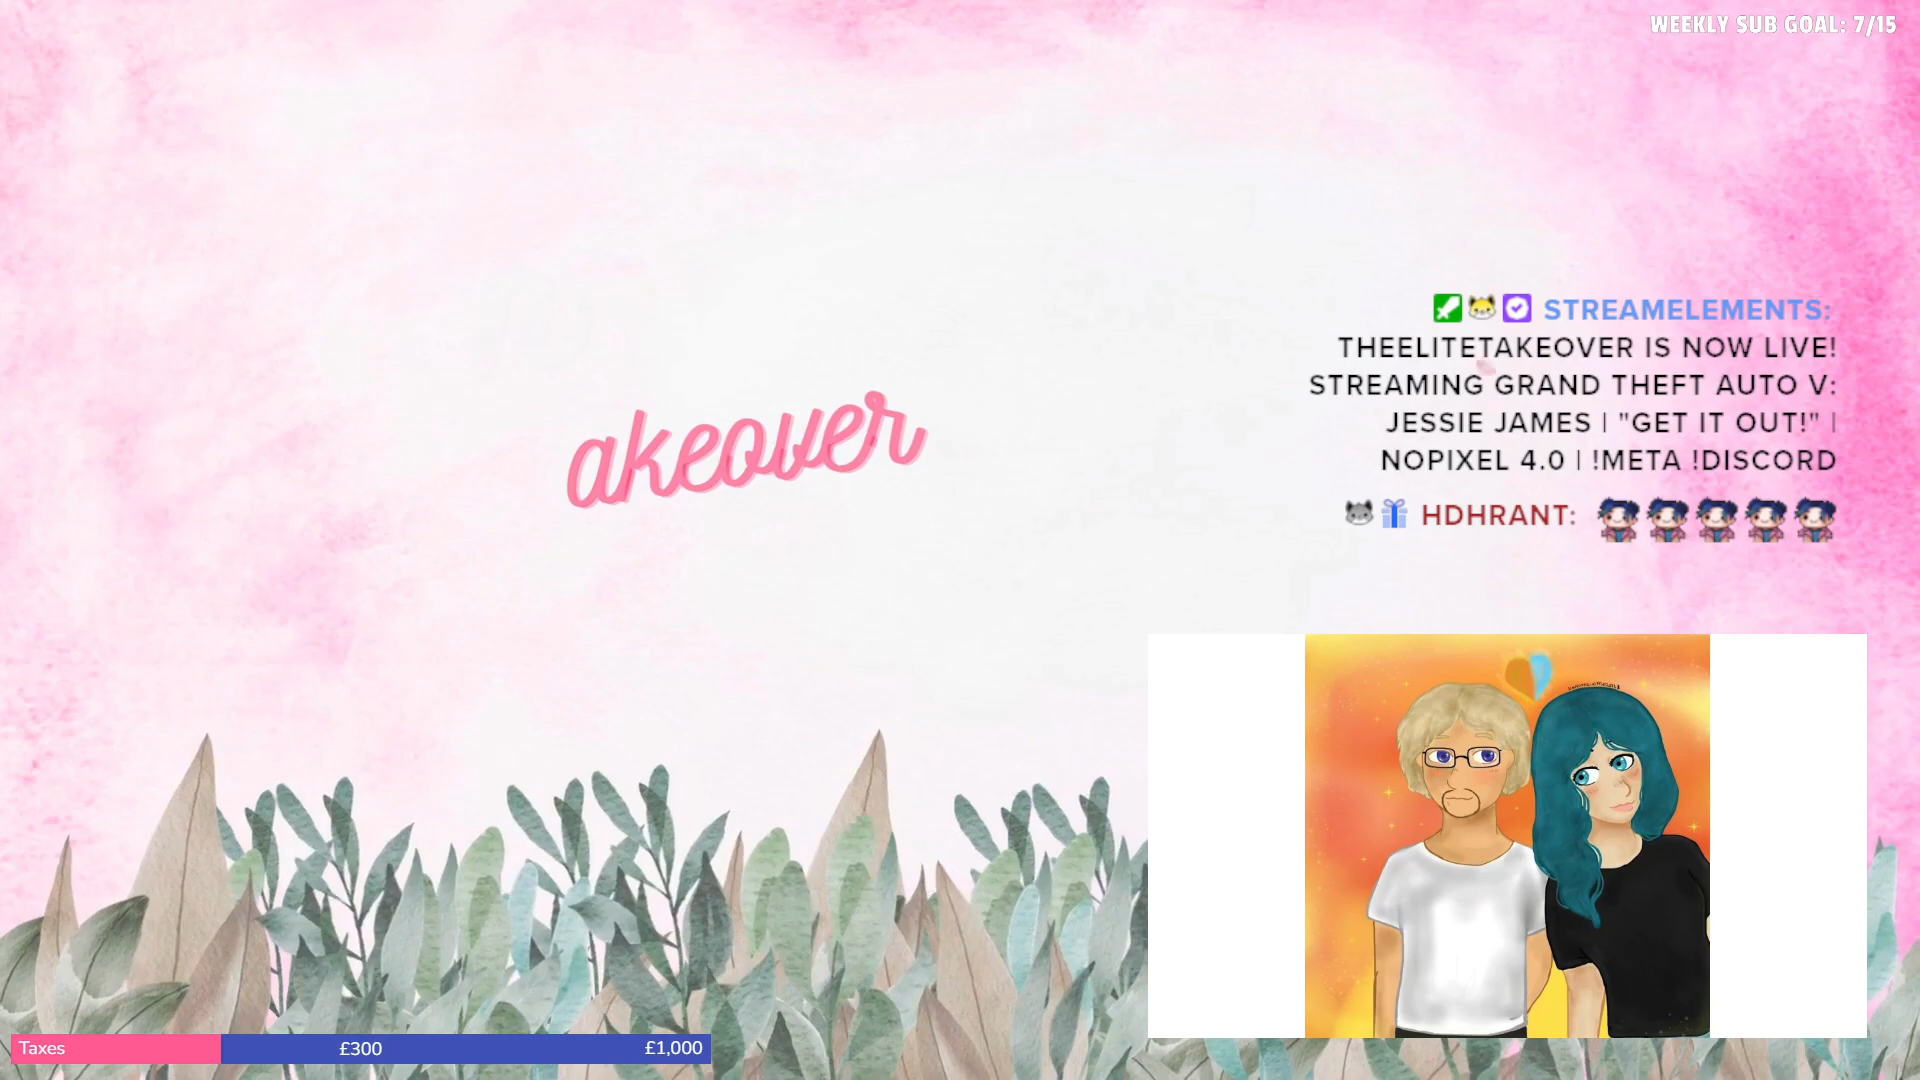 WEEKLY SUB GOAL: 7/15
akeover
STREAMELEMENTS:
THEELITETAKEOVER IS NOW LIVE!
STREAMING GRAND THEFT AUTO V:
JESSIE JAMES | "GET IT OUT!" |
NOPIXEL 4.0 | !META !DISCORD
HDHRANT:
Taxes £300 £1,000